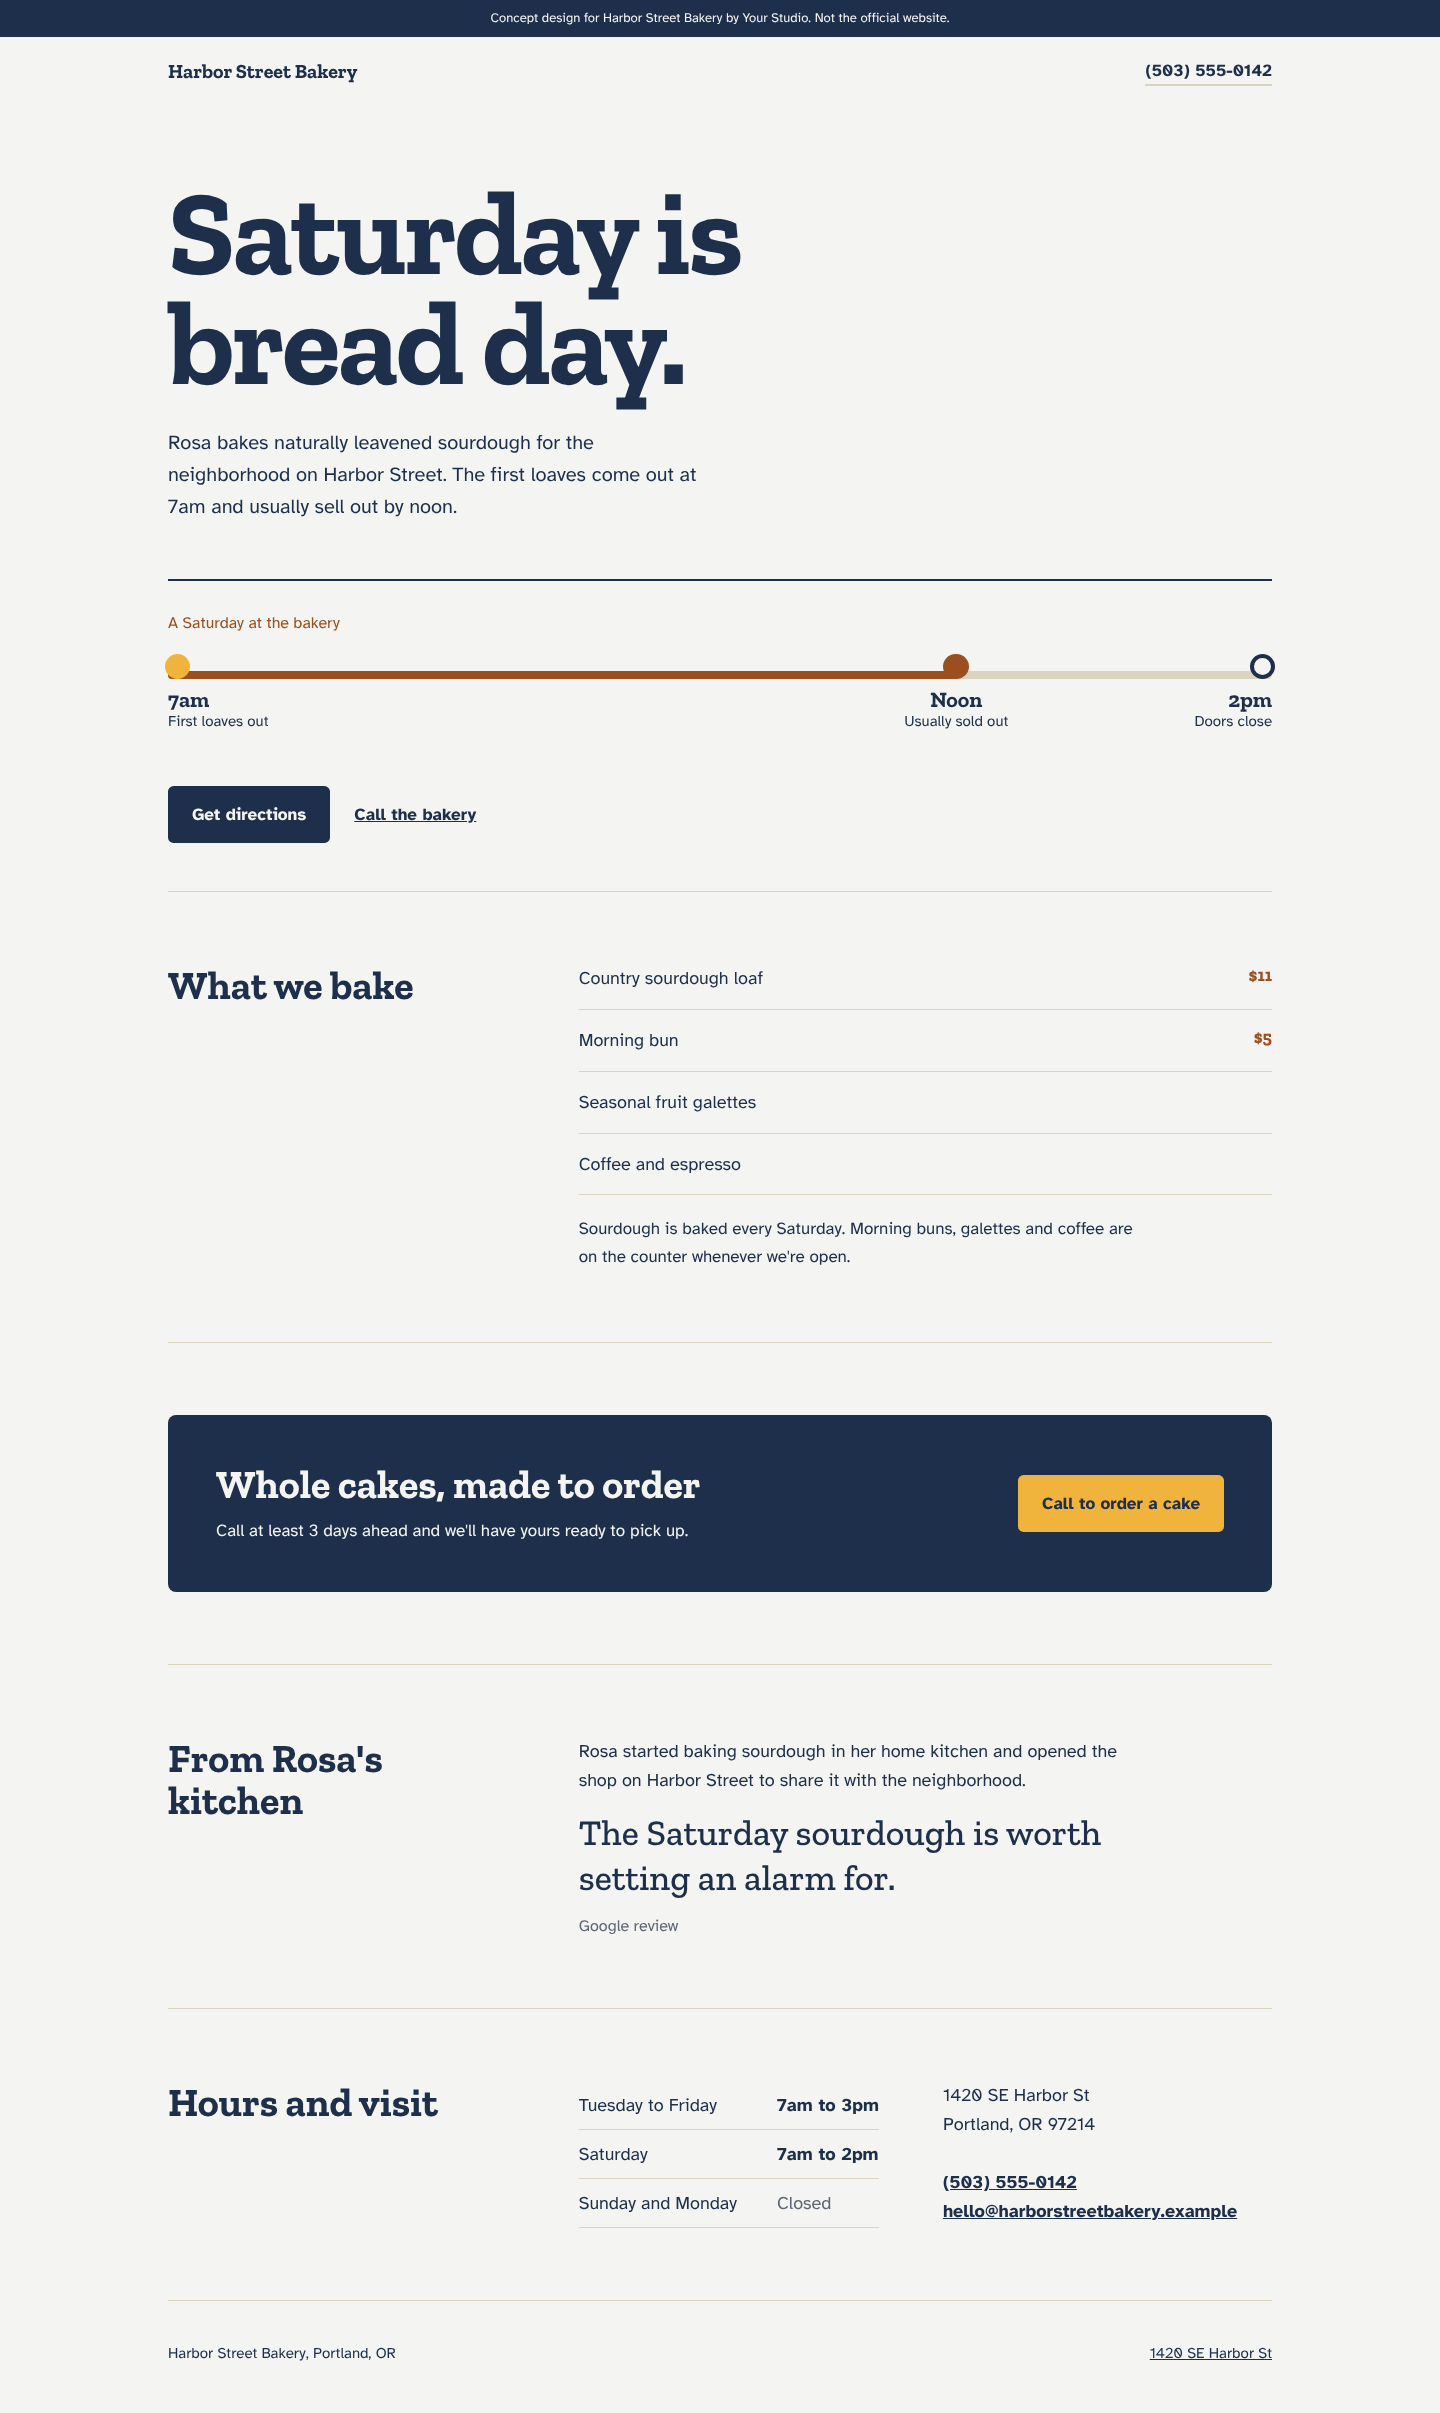 Concept design for Harbor Street Bakery by Your Studio. Not the official website.
Harbor Street Bakery
(503) 555-0142
Saturday is
bread day.
Rosa bakes naturally leavened sourdough for the
neighborhood on Harbor Street. The first loaves come out at
7am and usually sell out by noon.
A Saturday at the bakery
7am
First loaves out
Noon
Usually sold out
2pm
Doors close
Get directions
Call the bakery
What we bake
Country sourdough loaf
$11
Morning bun
$5
Seasonal fruit galettes
Coffee and espresso
Sourdough is baked every Saturday. Morning buns, galettes and coffee are
on the counter whenever we're open.
Whole cakes, made to order
Call at least 3 days ahead and we'll have yours ready to pick up.
Call to order a cake
From Rosa's
kitchen
Rosa started baking sourdough in her home kitchen and opened the
shop on Harbor Street to share it with the neighborhood.
The Saturday sourdough is worth
setting an alarm for.
Google review
Hours and visit
Tuesday to Friday
7am to 3pm
Saturday
7am to 2pm
Sunday and Monday
Closed
1420 SE Harbor St
Portland, OR 97214
(503) 555-0142
hello@harborstreetbakery.example
Harbor Street Bakery, Portland, OR
1420 SE Harbor St